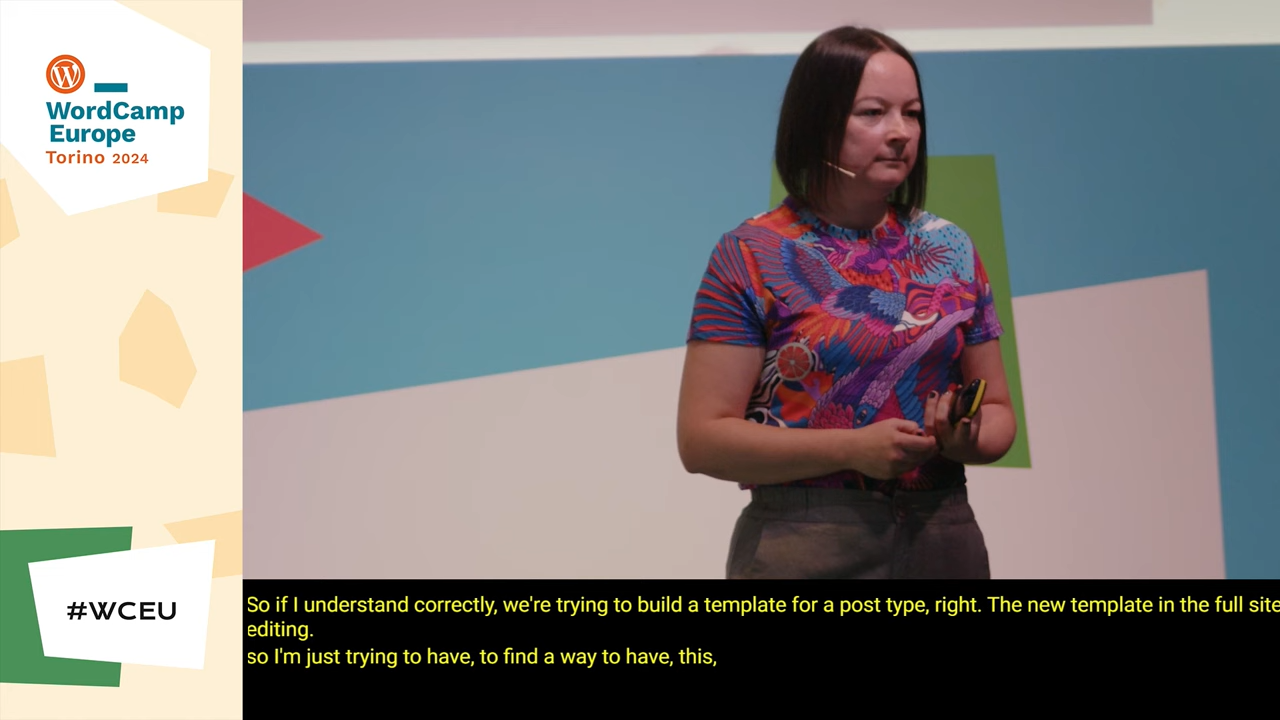 WordCamp
Europe
Torino 2024
#WCEU
So if I understand correctly, we're trying to build a template for a post type, right. The new template in the full site
editing.
so I'm just trying to have, to find a way to have, this,